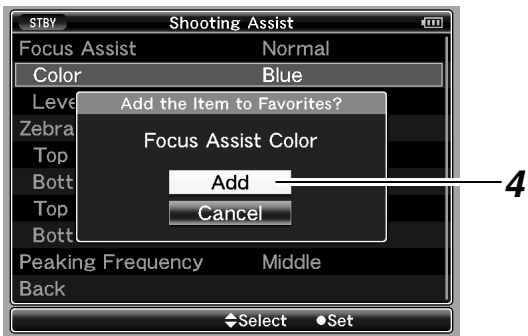 STBY Shooting Assist
Focus Assist Normal
Color Blue
Leve
Add the Item to Favorites?
Zebra
Focus Assist Color
Top
Bott
Add 4
Top
Cancel
Bott
Peaking Frequency Middle
Back
Select Set